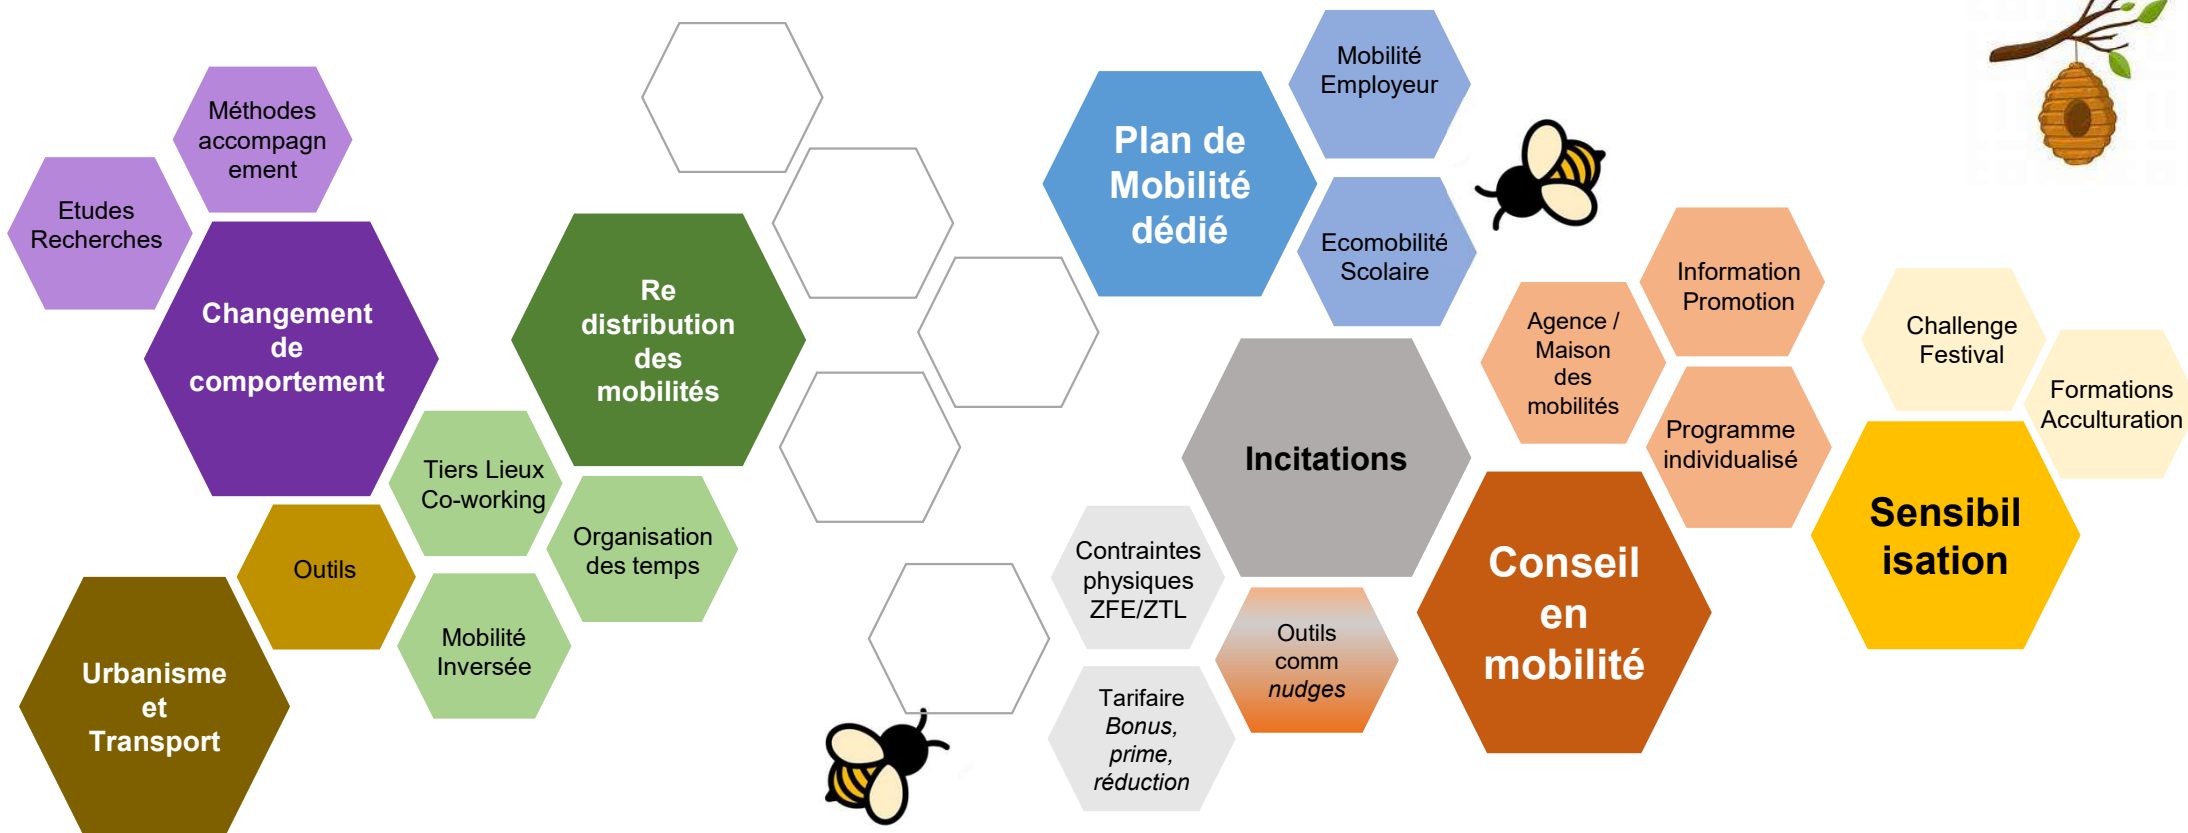 Méthodes
accompagn
ement
Etudes
Recherches
Changement
de
comportement
Re
distribution
des
mobilités
Tiers Lieux
Co-working
Organisation
des temps
Mobilité
Inversée
Outils
Urbanisme
et
Transport
Plan de
Mobilité
dédié
Mobilité
Employeur
Ecomobilité
Scolaire
Incitations
Contraintes
physiques
ZFE/ZTL
Tarifaire
Bonus,
prime,
réduction
Outils
comm
nudges
Agence /
Maison
des
mobilités
Information
Promotion
Programme
individualisé
Conseil
en
mobilité
Challenge
Festival
Formations
Acculturation
Sensibil
isation